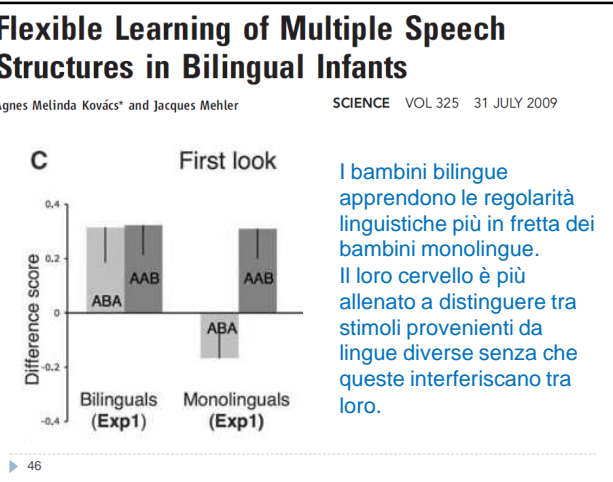 Flexible Learning of Multiple Speech
Structures in Bilingual Infants
Agnes Melinda Kovács* and Jacques Mehler
SCIENCE VOL 325 31 JULY 2009
C
First look
0.4
0.2
0
-0.2
-0.4
Difference score
ABA
AAB
ABA
AAB
Bilinguals
(Exp1)
Monolinguals
(Exp1)
I bambini bilingue
apprendono le regolarità
linguistiche più in fretta dei
bambini monolingue.
Il loro cervello è più
allenato a distinguere tra
stimoli provenienti da
lingue diverse senza che
queste interferiscano tra
loro.
46